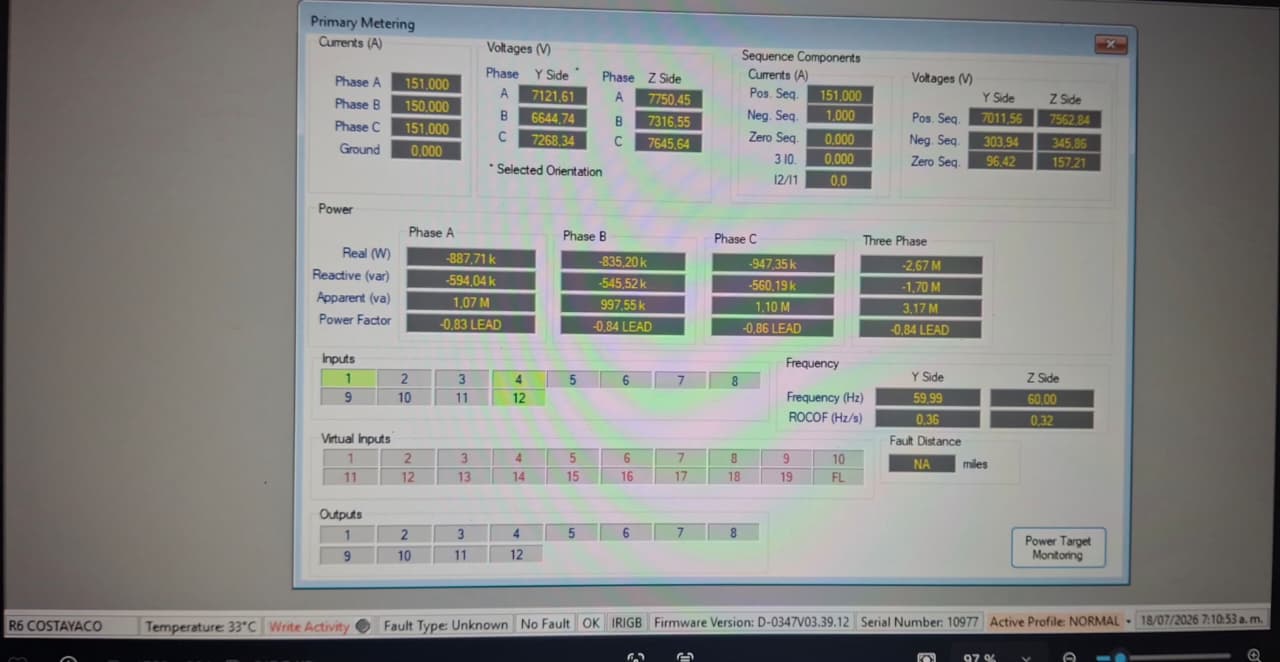 Primary Metering
Currents (A)
Phase A 151,000
Phase B 150,000
Phase C 151,000
Ground 0,000
Voltages (V)
Phase Y Side * Phase Z Side
A 7121,61 A 7750,45
B 6644,74 B 7316,55
C 7268,34 C 7645,64
* Selected Orientation
Sequence Components
Currents (A)
Pos. Seq. 151,000
Neg. Seq. 1,000
Zero Seq. 0,000
3 I0. 0,000
I2/I1 0,0
Voltages (V)
Y Side Z Side
Pos. Seq. 7011,56 7562,84
Neg. Seq. 303,94 345,86
Zero Seq. 96,42 157,21
Power
Phase A Phase B Phase C Three Phase
Real (W) -887,71 k -835,20 k -947,35 k -2,67 M
Reactive (var) -594,04 k -545,52 k -560,19 k -1,70 M
Apparent (va) 1,07 M 997,55 k 1,10 M 3,17 M
Power Factor -0,83 LEAD -0,84 LEAD -0,86 LEAD -0,84 LEAD
Inputs
1 2 3 4 5 6 7 8
9 10 11 12
Frequency
Y Side Z Side
Frequency (Hz) 59,99 60,00
ROCOF (Hz/s) 0,36 0,32
Virtual Inputs
1 2 3 4 5 6 7 8 9 10
11 12 13 14 15 16 17 18 19 FL
Fault Distance
NA miles
Outputs
1 2 3 4 5 6 7 8
9 10 11 12
Power Target
Monitoring
R6 COSTAYACO Temperature: 33°C Write Activity Fault Type: Unknown No Fault OK IRIGB Firmware Version: D-0347V03.39.12 Serial Number: 10977 Active Profile: NORMAL 18/07/2026 7:10:53 a. m.
97 %